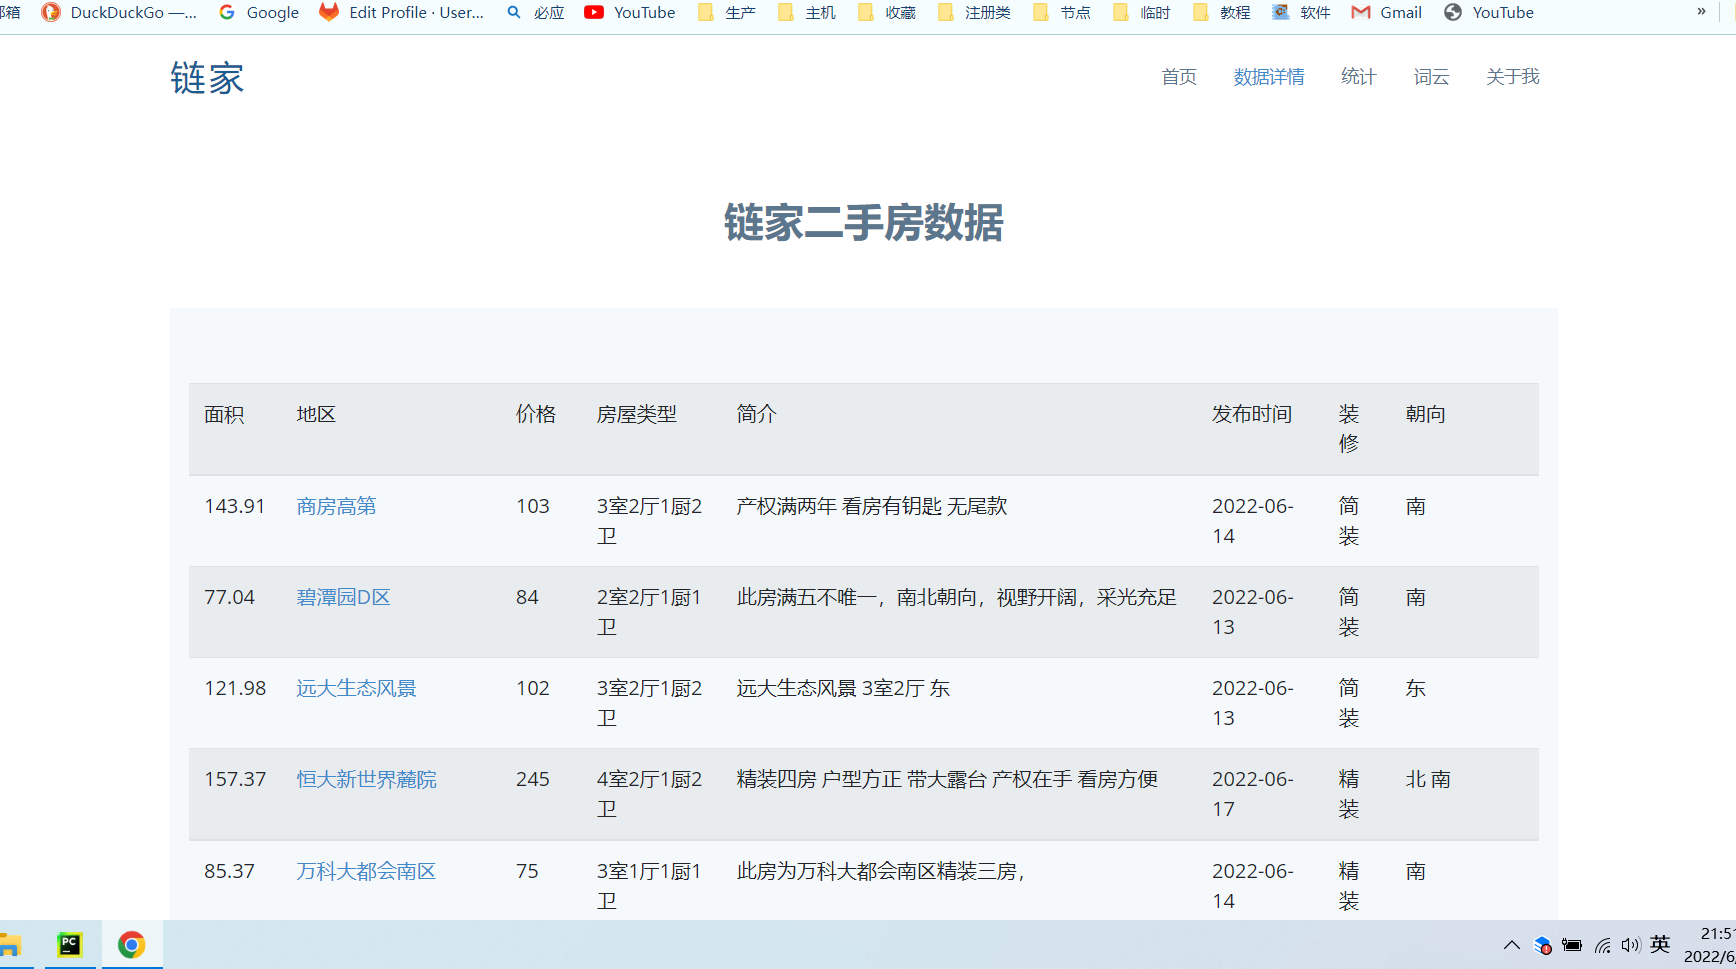 邮箱 DuckDuckGo —... Google Edit Profile · User... 必应 YouTube 生产 主机 收藏 注册类 节点 临时 教程 软件 Gmail YouTube »
链家 首页 数据详情 统计 词云 关于我
链家二手房数据
面积 地区 价格 房屋类型 简介 发布时间 装 朝向
修
143.91 商房高第 103 3室2厅1厨2 产权满两年 看房有钥匙 无尾款 2022-06- 简 南
卫 14 装
77.04 碧潭园D区 84 2室2厅1厨1 此房满五不唯一，南北朝向，视野开阔，采光充足 2022-06- 简 南
卫 13 装
121.98 远大生态风景 102 3室2厅1厨2 远大生态风景 3室2厅 东 2022-06- 简 东
卫 13 装
157.37 恒大新世界麓院 245 4室2厅1厨2 精装四房 户型方正 带大露台 产权在手 看房方便 2022-06- 精 北 南
卫 17 装
85.37 万科大都会南区 75 3室1厅1厨1 此房为万科大都会南区精装三房， 2022-06- 精 南
卫 14 装
PC 英 21:51
2022/6/